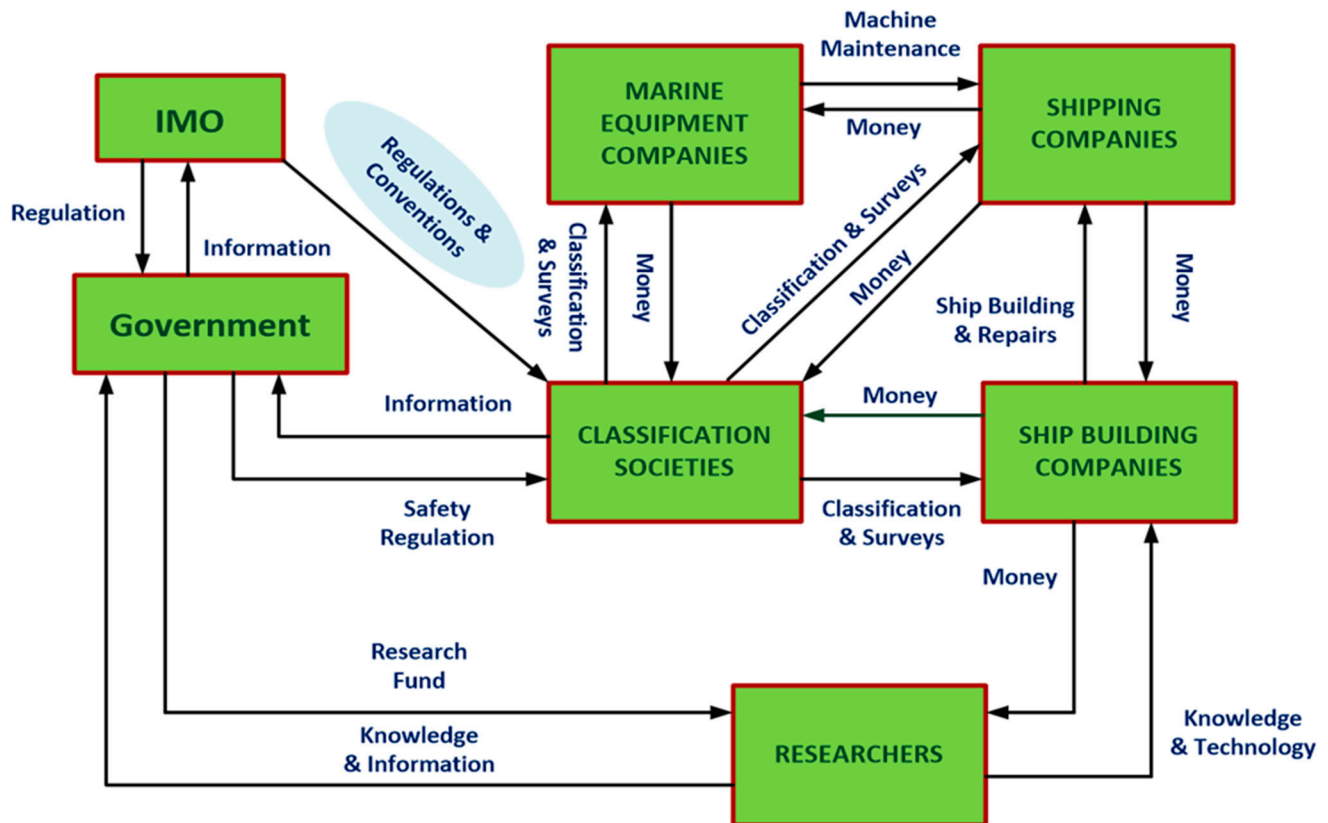 Machine
Maintenance
IMO
MARINE
EQUIPMENT
COMPANIES
SHIPPING
COMPANIES
Money
Regulations &
Conventions
Regulation
Information
Classification
& Surveys
Money
Classification & Surveys
Money
Ship Building
& Repairs
Money
Government
Information
CLASSIFICATION
SOCIETIES
Money
SHIP BUILDING
COMPANIES
Safety
Regulation
Classification
& Surveys
Money
Research
Fund
Knowledge
& Information
RESEARCHERS
Knowledge
& Technology